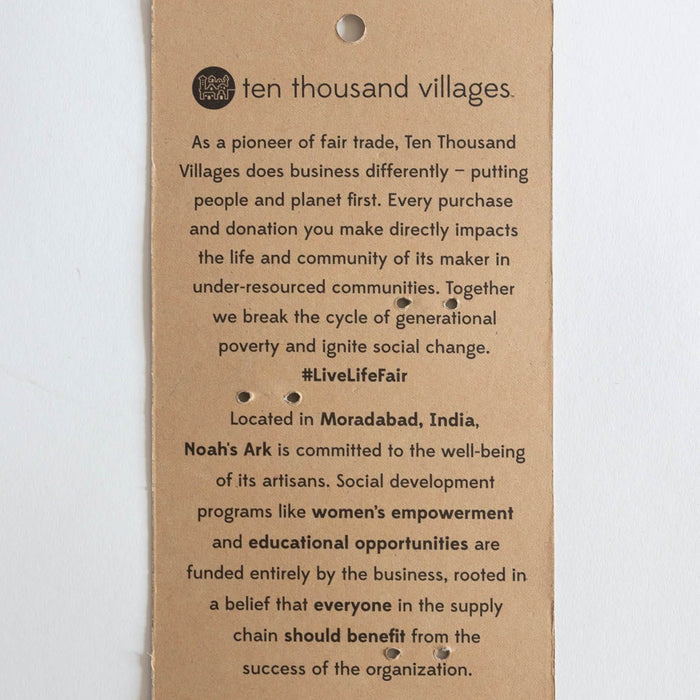 ten thousand villages
As a pioneer of fair trade, Ten Thousand
Villages does business differently – putting
people and planet first. Every purchase
and donation you make directly impacts
the life and community of its maker in
under-resourced communities. Together
we break the cycle of generational
poverty and ignite social change.
#LiveLifeFair
Located in Moradabad, India,
Noah's Ark is committed to the well-being
of its artisans. Social development
programs like women's empowerment
and educational opportunities are
funded entirely by the business, rooted in
a belief that everyone in the supply
chain should benefit from the
success of the organization.